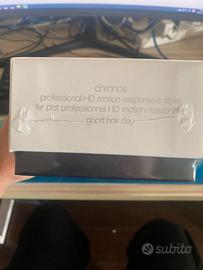 chronos
professional HD motion-responsive styler
fer plat professionnel HD motion-responsive
good hair day
subito